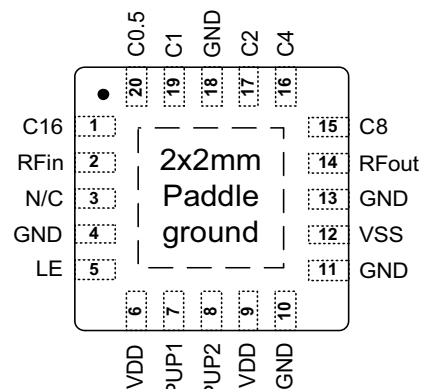 C0.5 C1 GND C2 C4
20 19 18 17 16
C16 1 15 C8
RFin 2 2x2mm 14 RFout
N/C 3 Paddle 13 GND
GND 4 ground 12 VSS
LE 5 11 GND
6 7 8 9 10
VDD PUP1 PUP2 VDD GND